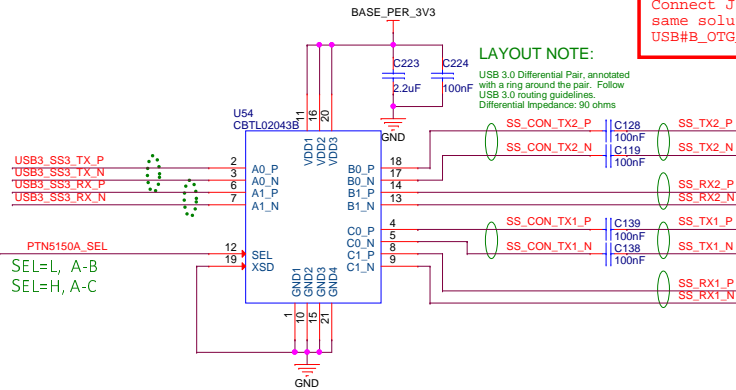 BASE_PER_3V3
Connect J
same solu
USB#B_OTG_
LAYOUT NOTE:
USB 3.0 Differential Pair, annotated
with a ring around the pair. Follow
USB 3.0 routing guidelines.
Differential Impedance: 90 ohms
C223
2.2uF
C224
100nF
GND
U54
CBTL02043B
11
16
20
VDD1
VDD2
VDD3
USB3_SS3_TX_P
USB3_SS3_TX_N
USB3_SS3_RX_P
USB3_SS3_RX_N
2
3
6
7
A0_P
A0_N
A1_P
A1_N
B0_P
B0_N
B1_P
B1_N
18
17
14
13
C0_P
C0_N
C1_P
C1_N
4
5
8
9
PTN5150A_SEL
12
19
SEL
XSD
SEL=L, A-B
SEL=H, A-C
GND1
GND2
GND3
GND4
1
10
15
21
GND
SS_CON_TX2_P
C128
100nF
SS_TX2_P
SS_CON_TX2_N
C119
100nF
SS_TX2_N
SS_RX2_P
SS_RX2_N
SS_CON_TX1_P
C139
100nF
SS_TX1_P
SS_CON_TX1_N
C138
100nF
SS_TX1_N
SS_RX1_P
SS_RX1_N